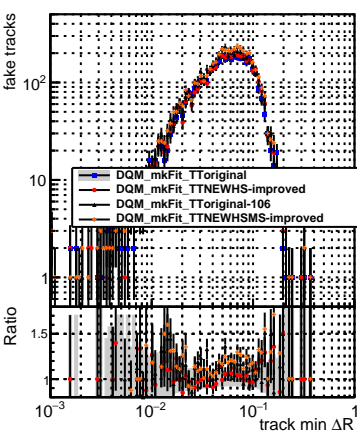 fake tracks
10²
10
1
DQM_mkFit_TToriginal
DQM_mkFit_TTNEWHS-improved
DQM_mkFit_TToriginal-106
DQM_mkFit_TTNEWHSMS-improved
Ratio
1.5
1
10⁻³ 10⁻² 10⁻¹ 1
track min ΔR